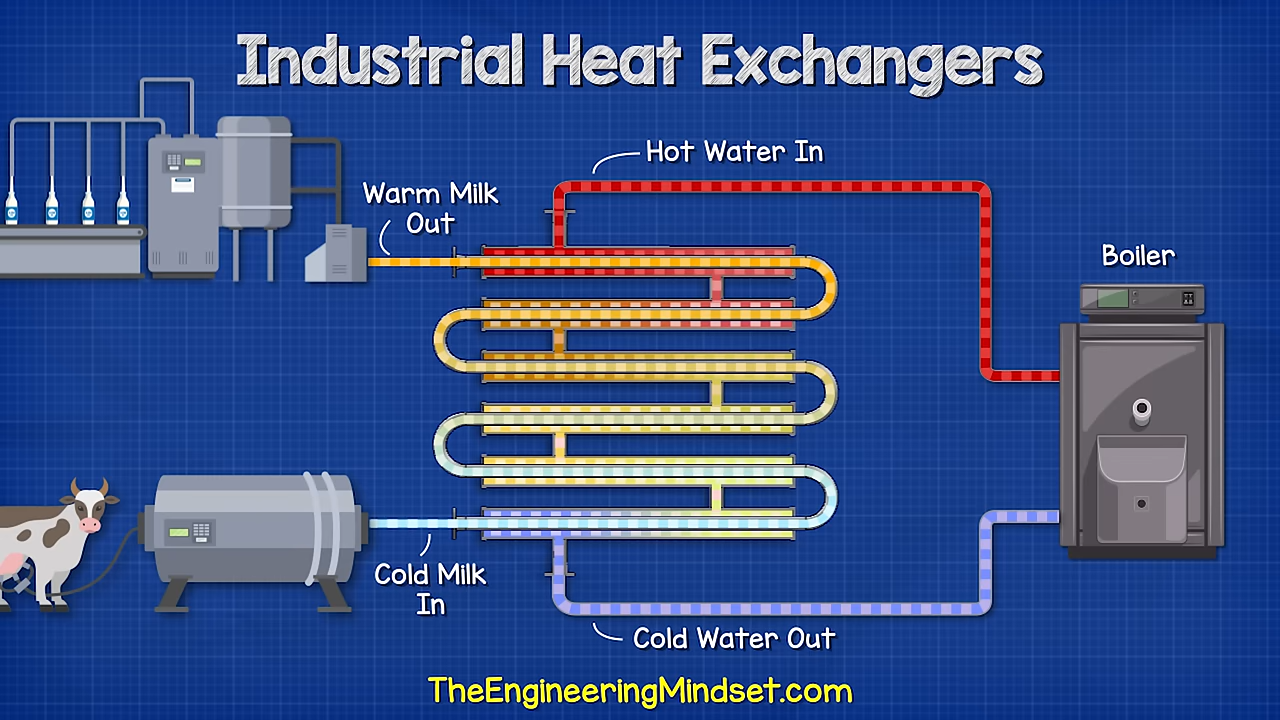 Industrial Heat Exchangers
Hot Water In
Warm Milk
Out
Boiler
Cold Milk
In
Cold Water Out
TheEngineeringMindset.com